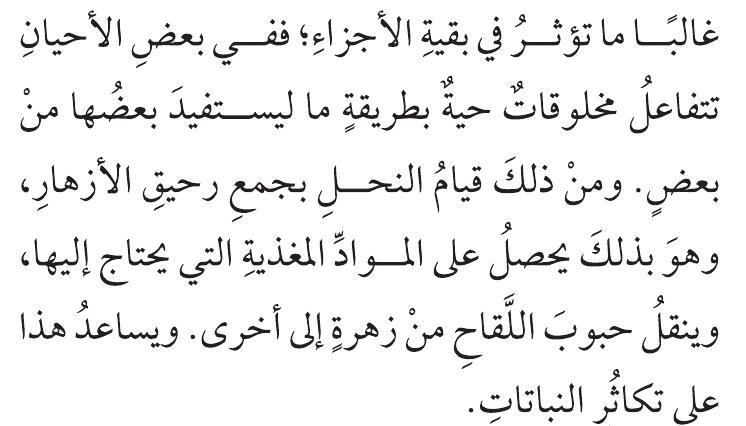 غالبًا ما تؤثرُ في بقيةِ الأجزاءِ؛ ففي بعضِ الأحيانِ
تتفاعلُ مخلوقاتٌ حيةٌ بطريقةٍ ما ليستفيدَ بعضُها منْ
بعضٍ. ومنْ ذلكَ قيامُ النحلِ بجمعِ رحيقِ الأزهارِ،
وهوَ بذلكَ يحصلُ على الموادِّ المغذيةِ التي يحتاج إليها،
وينقلُ حبوبَ اللَّقاحِ منْ زهرةٍ إلى أخرى. ويساعدُ هذا
على تكاثُرِ النباتاتِ.